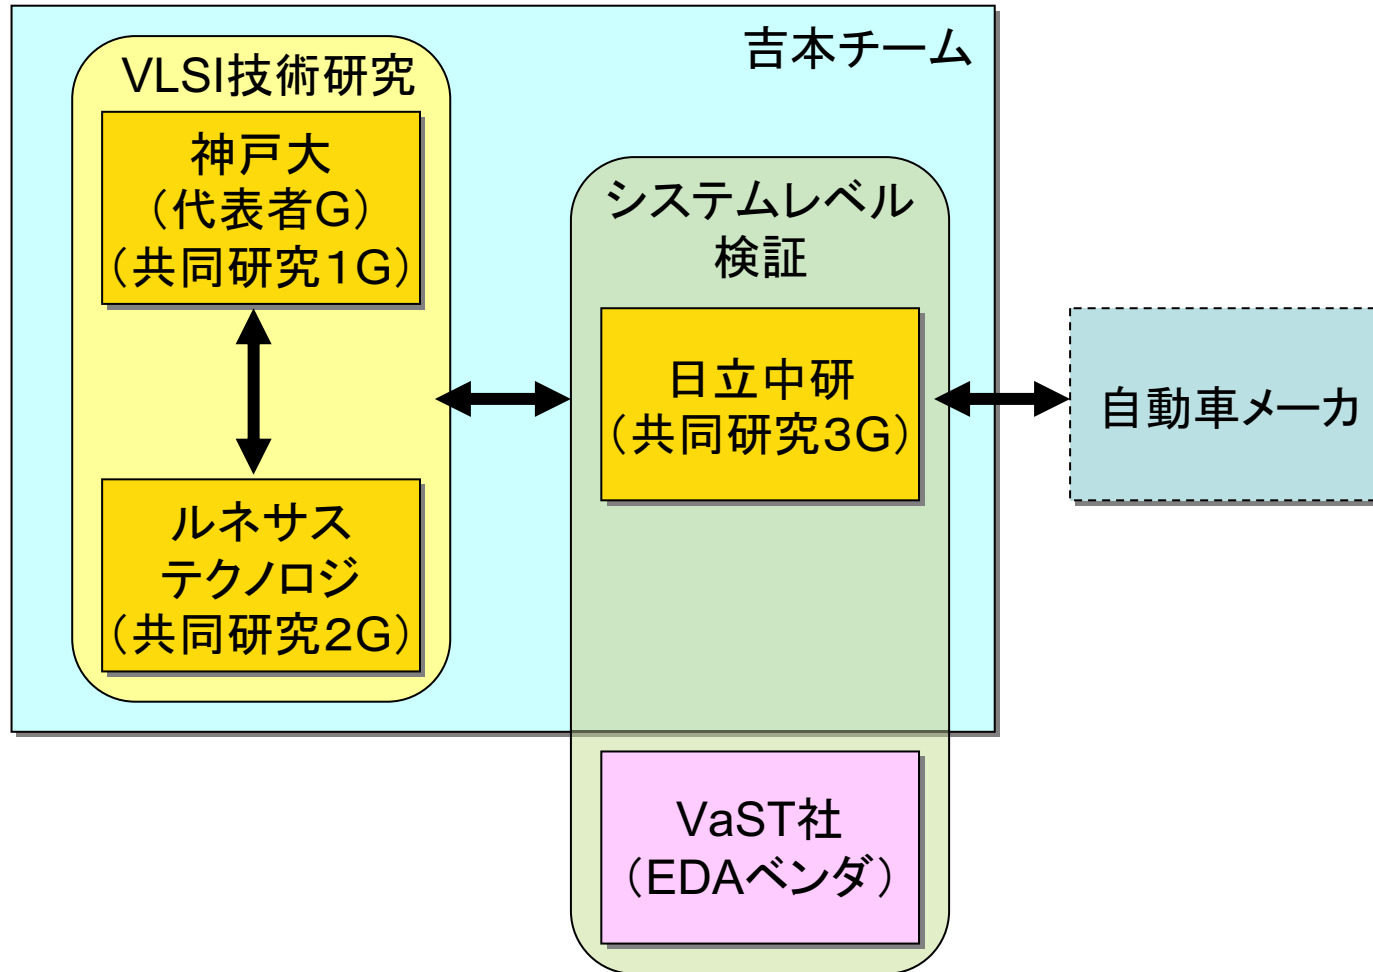 吉本チーム
VLSI技術研究
神戸大
（代表者G）
（共同研究１G）
ルネサス
テクノロジ
（共同研究２G）
システムレベル
検証
日立中研
（共同研究３G）
VaST社
（EDAベンダ）
自動車メーカ